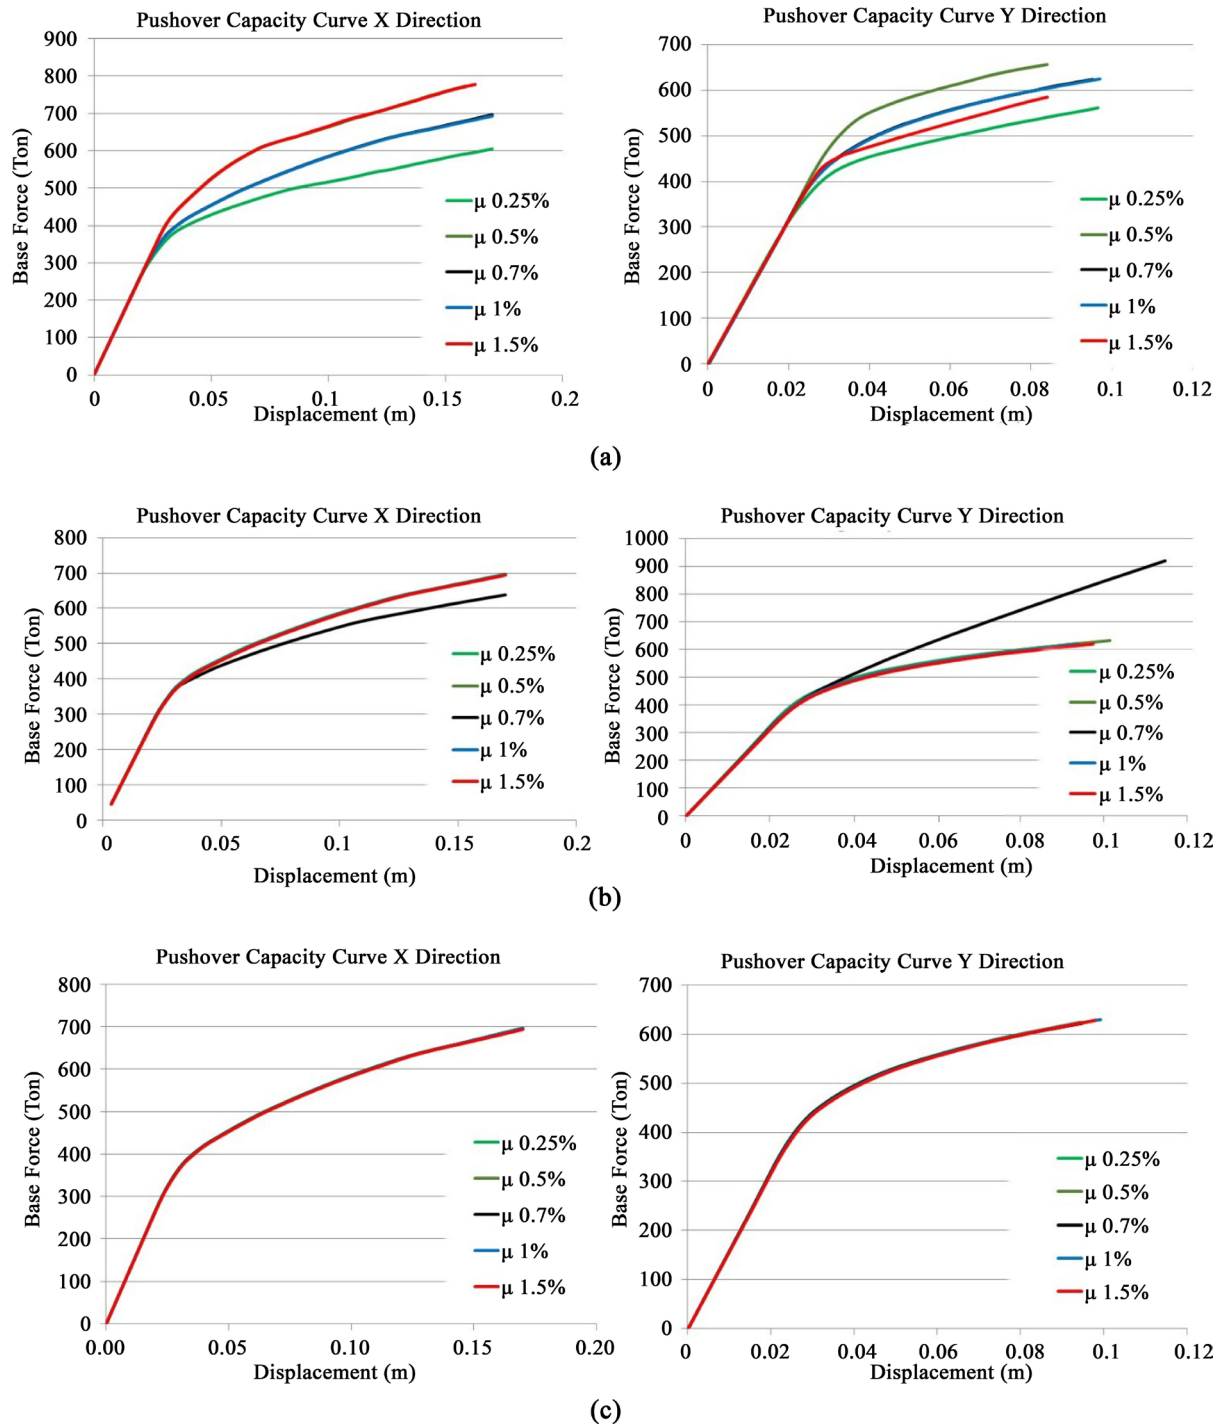 Pushover Capacity Curve X Direction
900
800
700
600
500
400
300
200
100
0
Base Force (Ton)
0 0.05 0.1 0.15 0.2
Displacement (m)
μ 0.25%
μ 0.5%
μ 0.7%
μ 1%
μ 1.5%
Pushover Capacity Curve Y Direction
700
600
500
400
300
200
100
0
Base Force (Ton)
0 0.02 0.04 0.06 0.08 0.1 0.12
Displacement (m)
μ 0.25%
μ 0.5%
μ 0.7%
μ 1%
μ 1.5%
(a)
Pushover Capacity Curve X Direction
800
700
600
500
400
300
200
100
0
Base Force (Ton)
0 0.05 0.1 0.15 0.2
Displacement (m)
μ 0.25%
μ 0.5%
μ 0.7%
μ 1%
μ 1.5%
Pushover Capacity Curve Y Direction
1000
900
800
700
600
500
400
300
200
100
0
Base Force (Ton)
0 0.02 0.04 0.06 0.08 0.1 0.12
Displacement (m)
μ 0.25%
μ 0.5%
μ 0.7%
μ 1%
μ 1.5%
(b)
Pushover Capacity Curve X Direction
800
700
600
500
400
300
200
100
0
Base Force (Ton)
0.00 0.05 0.10 0.15 0.20
Displacement (m)
μ 0.25%
μ 0.5%
μ 0.7%
μ 1%
μ 1.5%
Pushover Capacity Curve Y Direction
700
600
500
400
300
200
100
0
Base Force (Ton)
0 0.02 0.04 0.06 0.08 0.1 0.12
Displacement (m)
μ 0.25%
μ 0.5%
μ 0.7%
μ 1%
μ 1.5%
(c)